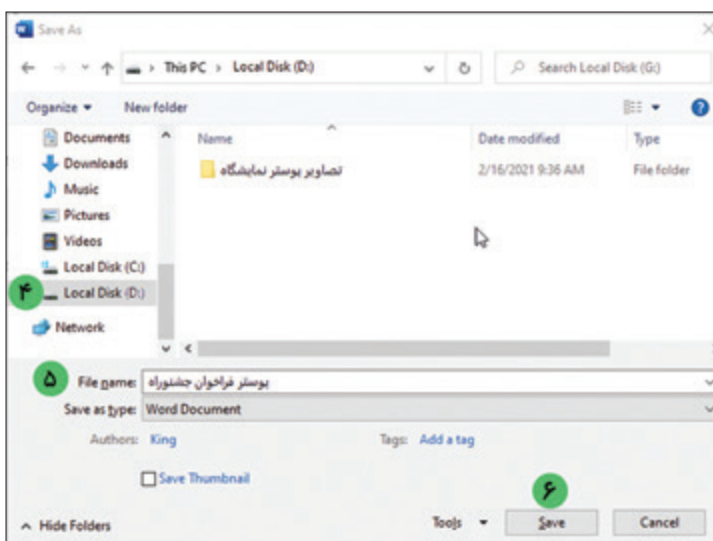 Save As
This PC › Local Disk (D:)
Search Local Disk (G:)
Organize
New folder
Name
Date modified
Type
Documents
Downloads
تصاویر پوستر نمایشگاه
2/16/2021 9:36 AM
File folder
Music
Pictures
Videos
Local Disk (C:)
۴
Local Disk (D:)
Network
۵
File name: پوستر فراخوان جشنوراه
Save as type: Word Document
Authors: King
Tags: Add a tag
Save Thumbnail
۶
Hide Folders
Tools
Save
Cancel